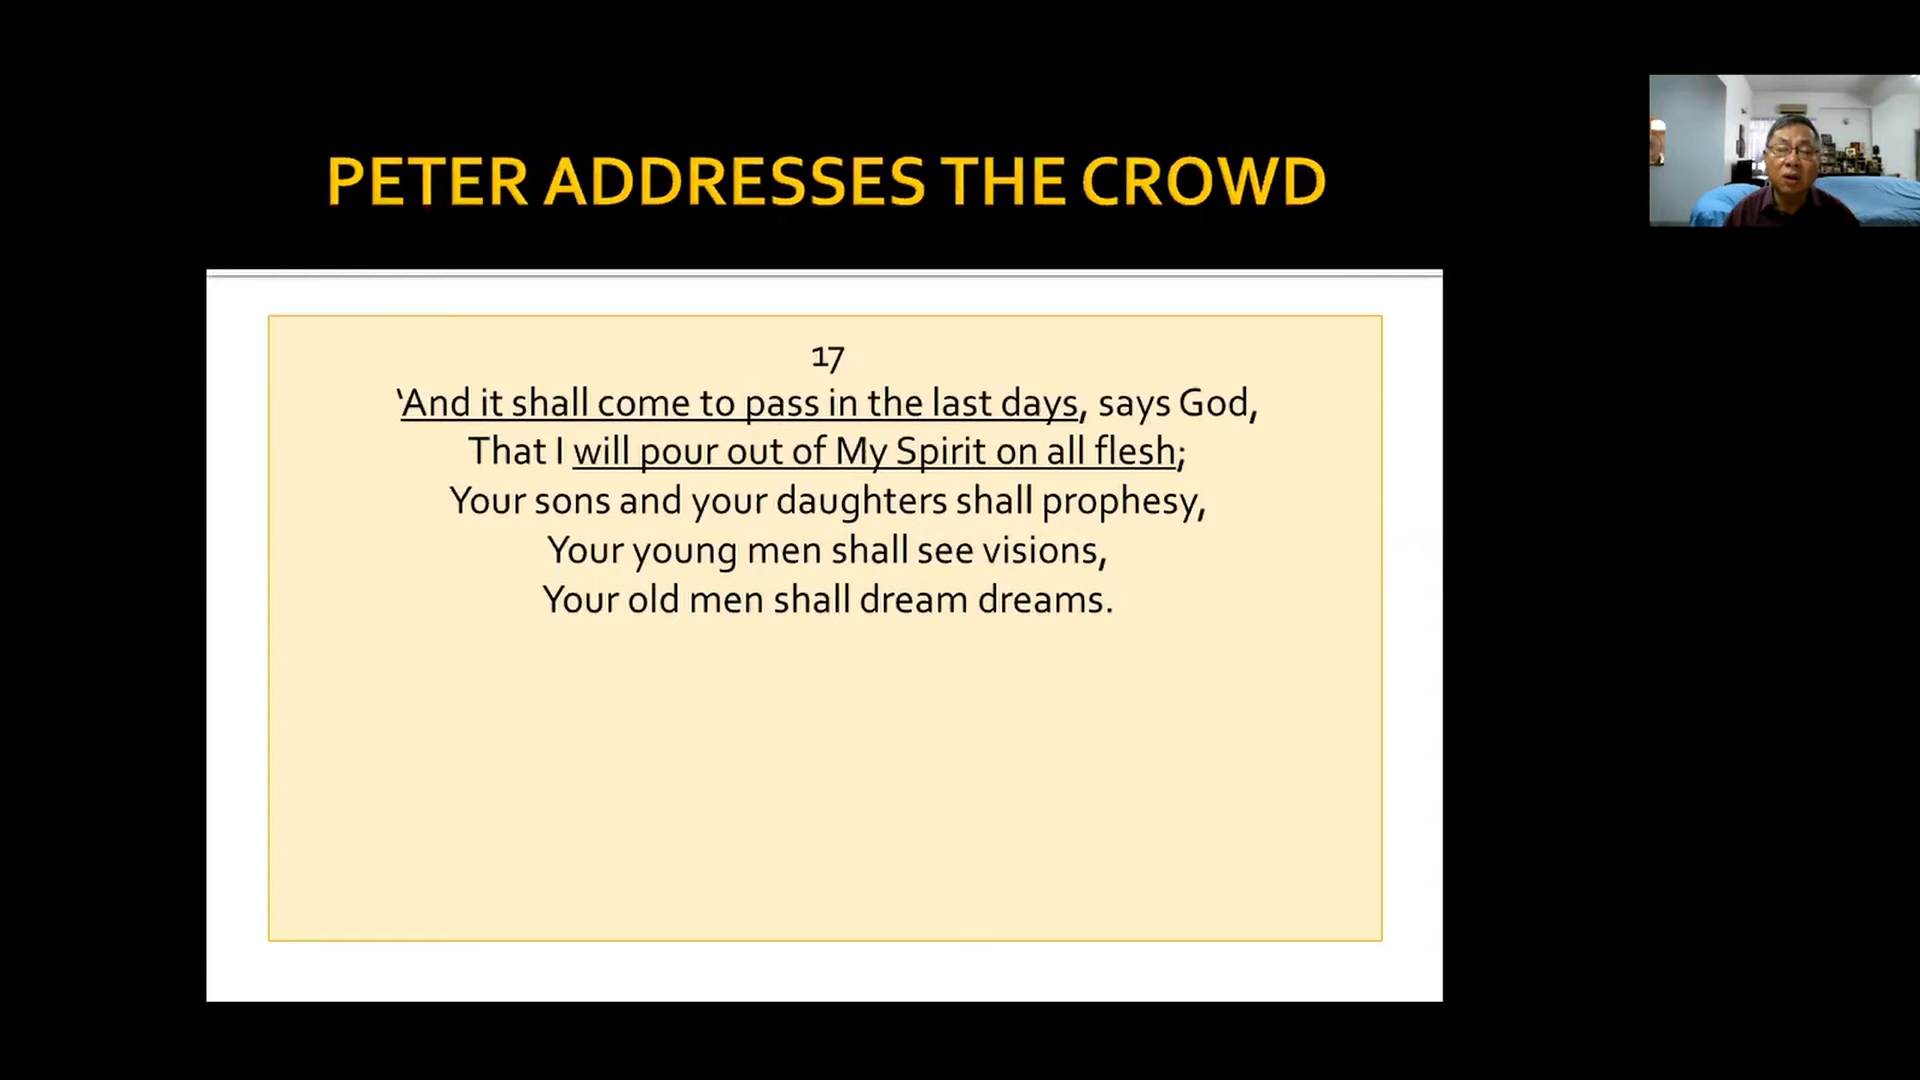 PETER ADDRESSES THE CROWD
17
‘And it shall come to pass in the last days, says God,
That I will pour out of My Spirit on all flesh;
Your sons and your daughters shall prophesy,
Your young men shall see visions,
Your old men shall dream dreams.